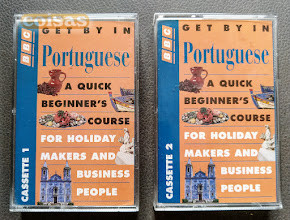 coisas
BBC
GET BY IN
Portuguese
A QUICK
BEGINNER'S
COURSE
FOR HOLIDAY
MAKERS AND
BUSINESS
PEOPLE
CASSETTE 1
BBC
GET BY IN
Portuguese
A QUICK
BEGINNER'S
COURSE
FOR HOLIDAY
MAKERS AND
BUSINESS
PEOPLE
CASSETTE 2